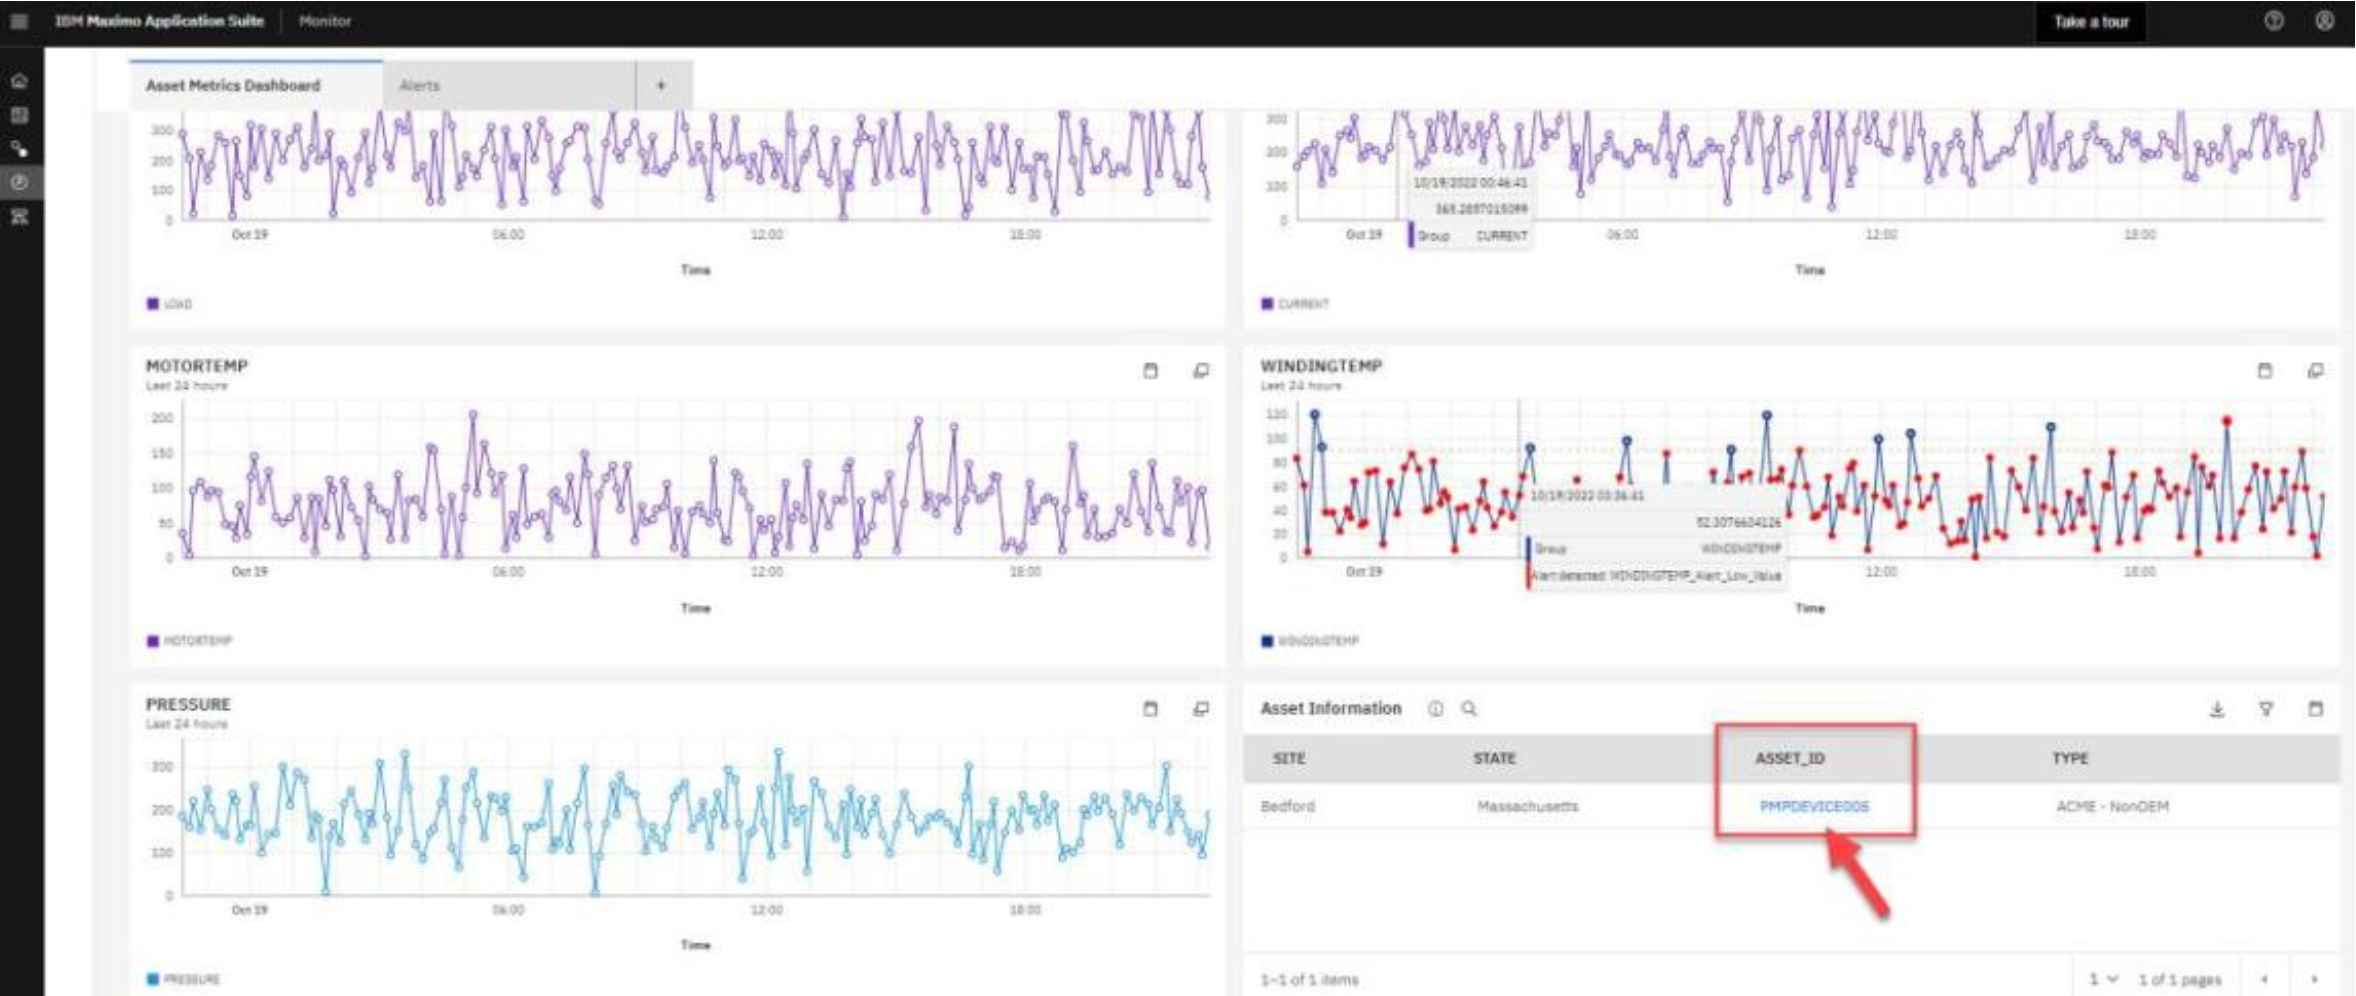 IBM Maximo Application Suite Monitor Take a tour
Asset Metrics Dashboard Alerts +
300
200
100
0
Oct 19 06:00 12:00 18:00
Time
LOAD
300
200
100
0
10/19/2022 00:46:41
Group CURRENT
Oct 19 06:00 12:00 18:00
Time
CURRENT
MOTORTEMP
Last 24 hours
200
150
100
50
0
Oct 19 06:00 12:00 18:00
Time
MOTORTEMP
WINDINGTEMP
Last 24 hours
120
100
80
60
40
20
0
10/19/2022 03:36:41
52.3076604126
Group WINDINGTEMP
Alert detected: WINDINGTEMP_Alert_Low_Value
Oct 19 12:00 18:00
Time
WINDINGTEMP
PRESSURE
Last 24 hours
300
200
100
0
Oct 19 06:00 12:00 18:00
Time
PRESSURE
Asset Information
SITE STATE ASSET_ID TYPE
Bedford Massachusetts PMPDEVICE005 ACME - NonOEM
1–1 of 1 items 1 1 of 1 pages